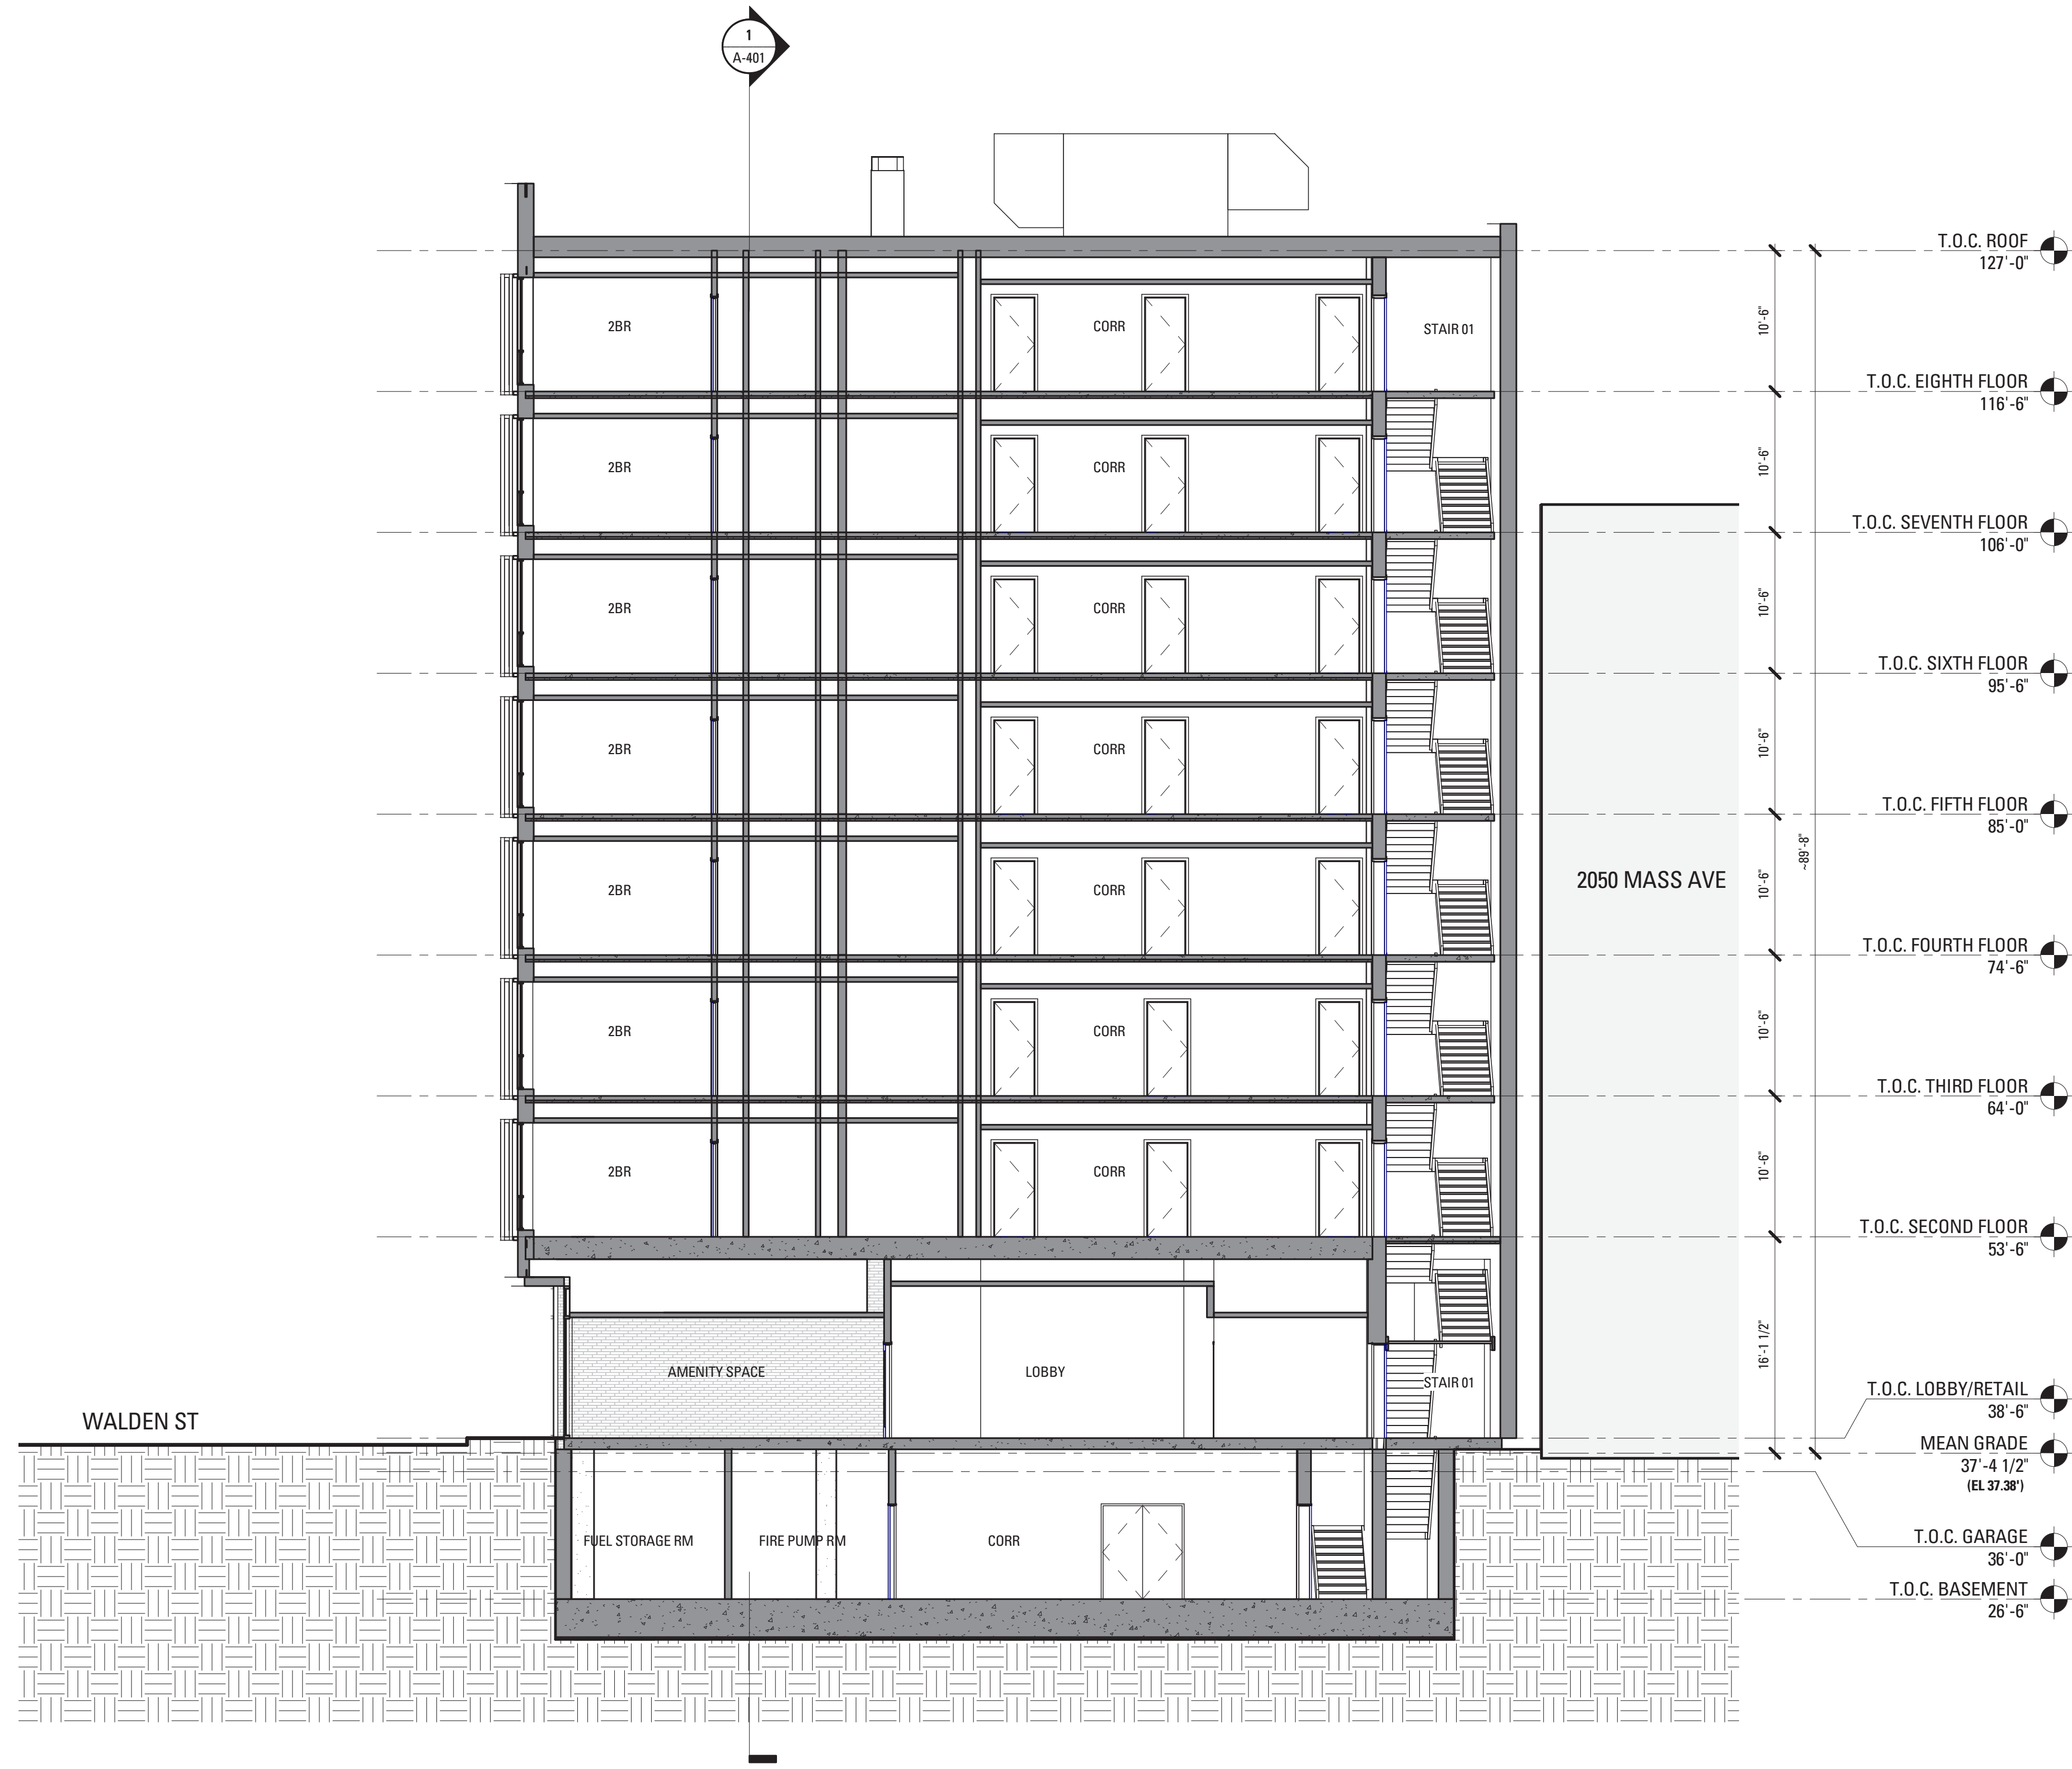 1
A-401
T.O.C. ROOF
127'-0"
2BR
CORR
STAIR 01
10'-6"
T.O.C. EIGHTH FLOOR
116'-6"
2BR
CORR
10'-6"
T.O.C. SEVENTH FLOOR
106'-0"
2BR
CORR
10'-6"
T.O.C. SIXTH FLOOR
95'-6"
2BR
CORR
10'-6"
T.O.C. FIFTH FLOOR
85'-0"
~89'-8"
2BR
CORR
2050 MASS AVE
10'-6"
T.O.C. FOURTH FLOOR
74'-6"
2BR
CORR
10'-6"
T.O.C. THIRD FLOOR
64'-0"
2BR
CORR
10'-6"
T.O.C. SECOND FLOOR
53'-6"
16'-1 1/2"
AMENITY SPACE
LOBBY
STAIR 01
T.O.C. LOBBY/RETAIL
38'-6"
WALDEN ST
MEAN GRADE
37'-4 1/2"
(EL 37.38')
FUEL STORAGE RM
FIRE PUMP RM
CORR
T.O.C. GARAGE
36'-0"
T.O.C. BASEMENT
26'-6"